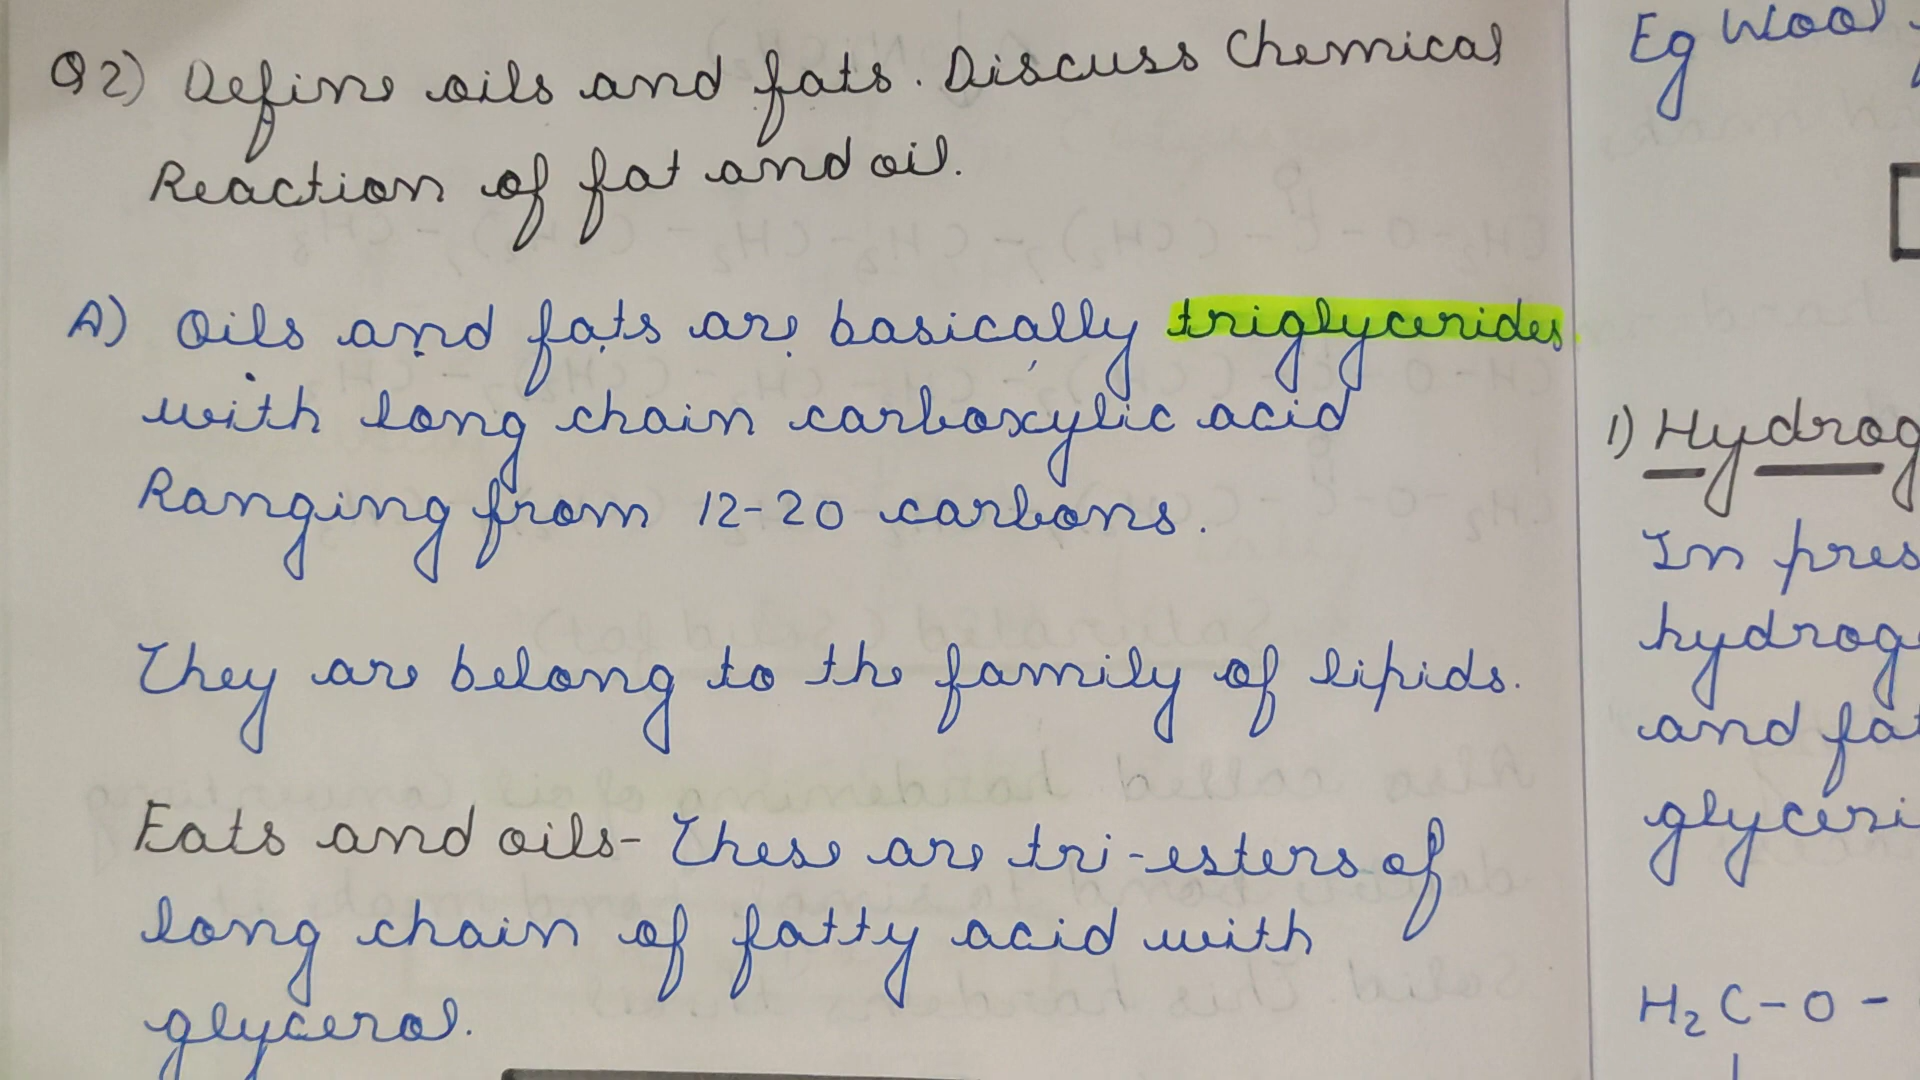 Q2) Define oils and fats. Discuss Chemical
Reaction of fat and oil.
A) Oils and fats are basically triglycerides
with long chain carboxylic acid
Ranging from 12-20 carbons.
They are belong to the family of lipids.
Fats and oils- These are tri-esters of
long chain of fatty acid with
glycerol.
Eg Wool
1) Hydrog
In pres
hydrog
and fat
glyceri
H₂C-O-